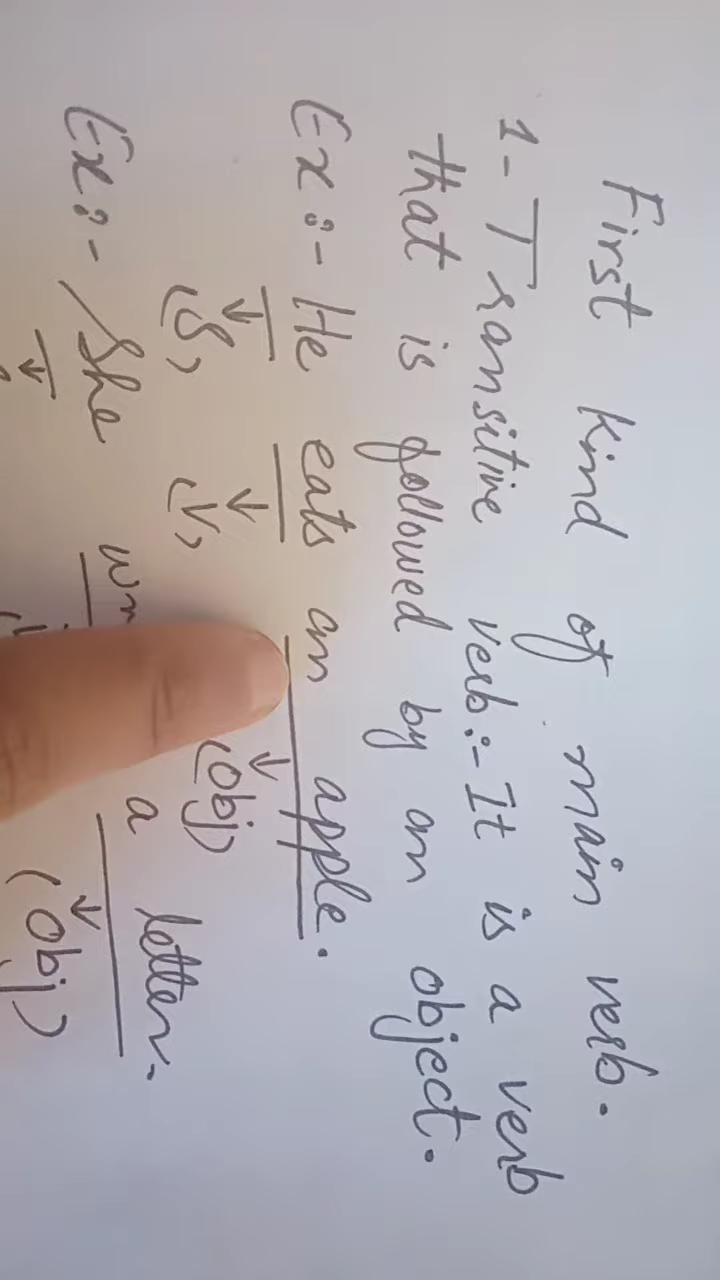 First kind of main verb.
1- Transitive verb:- It is a verb
that is followed by an object.
Ex:- He eats an apple.
(S) (V) (Obj)
Ex:- She a letter.
(Obj)